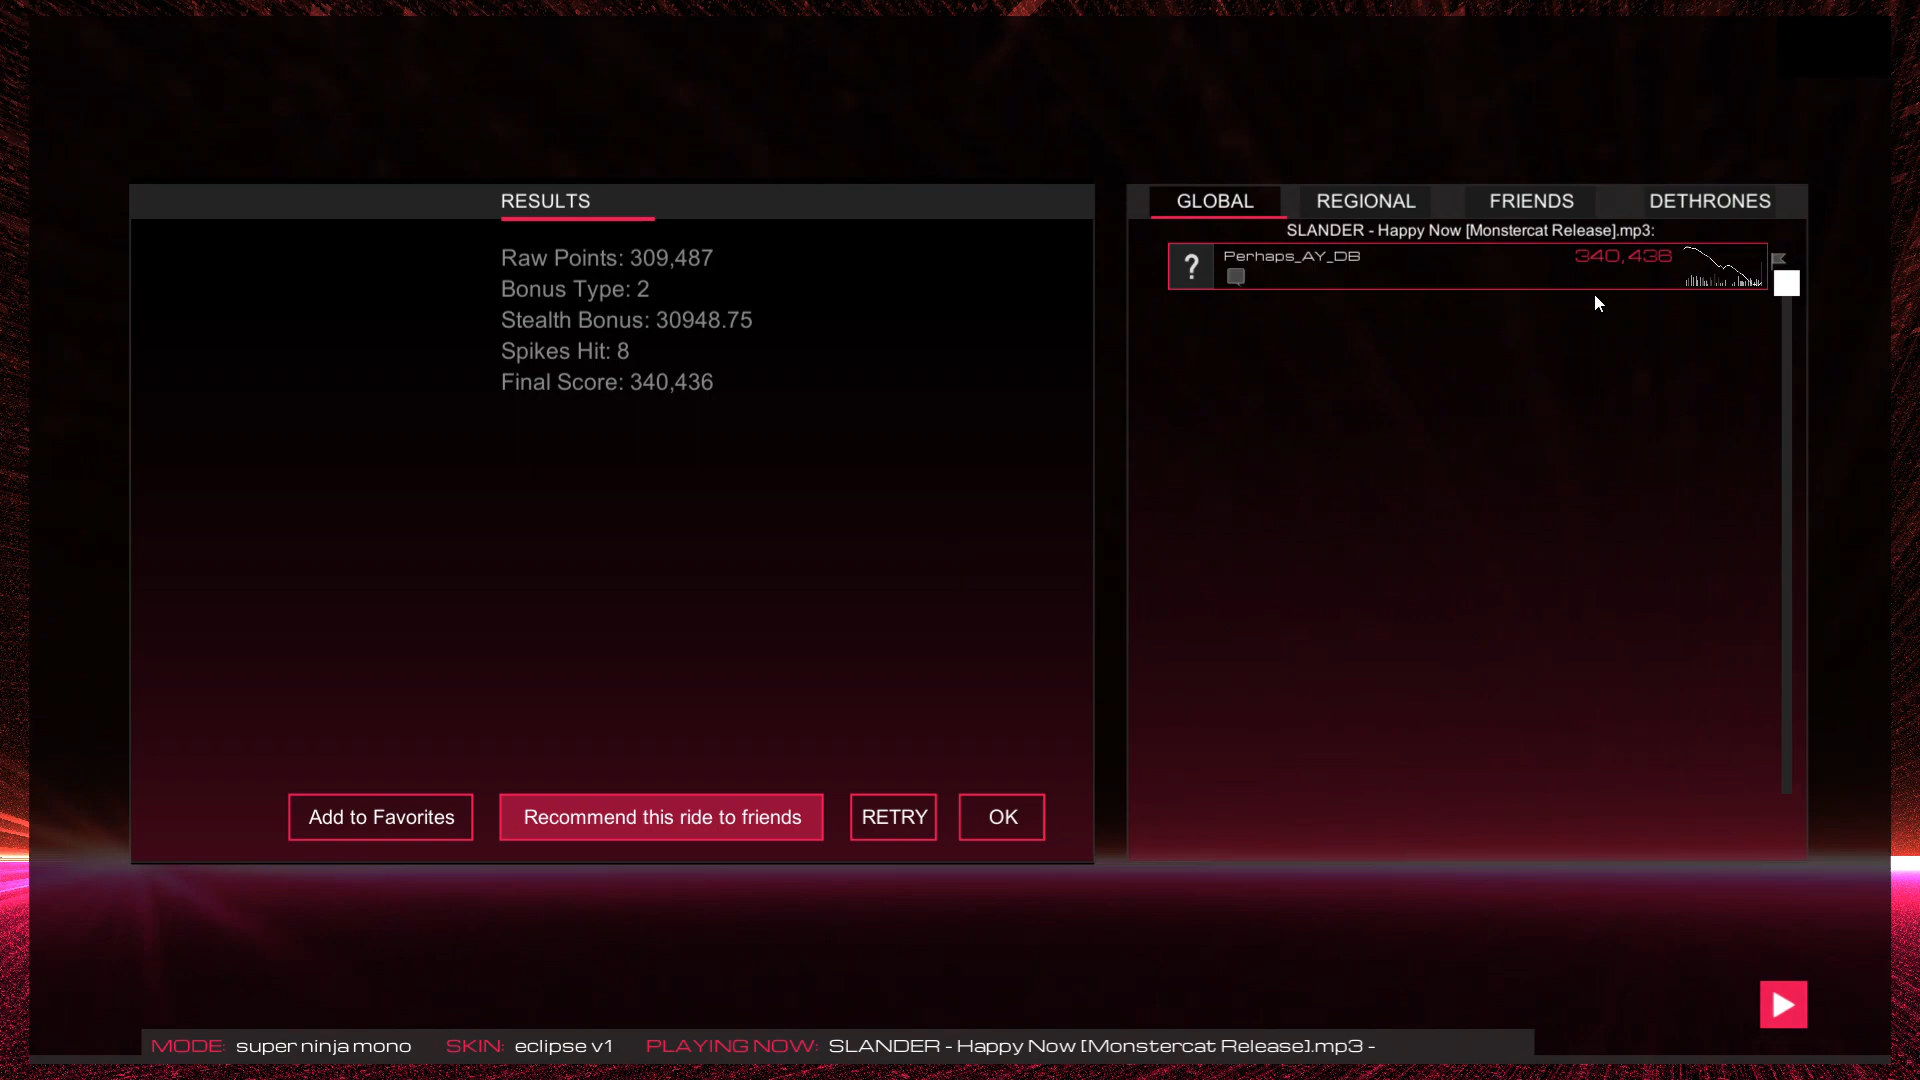 RESULTS
Raw Points: 309,487
Bonus Type: 2
Stealth Bonus: 30948.75
Spikes Hit: 8
Final Score: 340,436
Add to Favorites
Recommend this ride to friends
RETRY
OK
GLOBAL REGIONAL FRIENDS DETHRONES
SLANDER - Happy Now [Monstercat Release].mp3:
?
Perhaps_AY_DB 340,436
MODE: super ninja mono SKIN: eclipse v1 PLAYING NOW: SLANDER - Happy Now [Monstercat Release].mp3 -